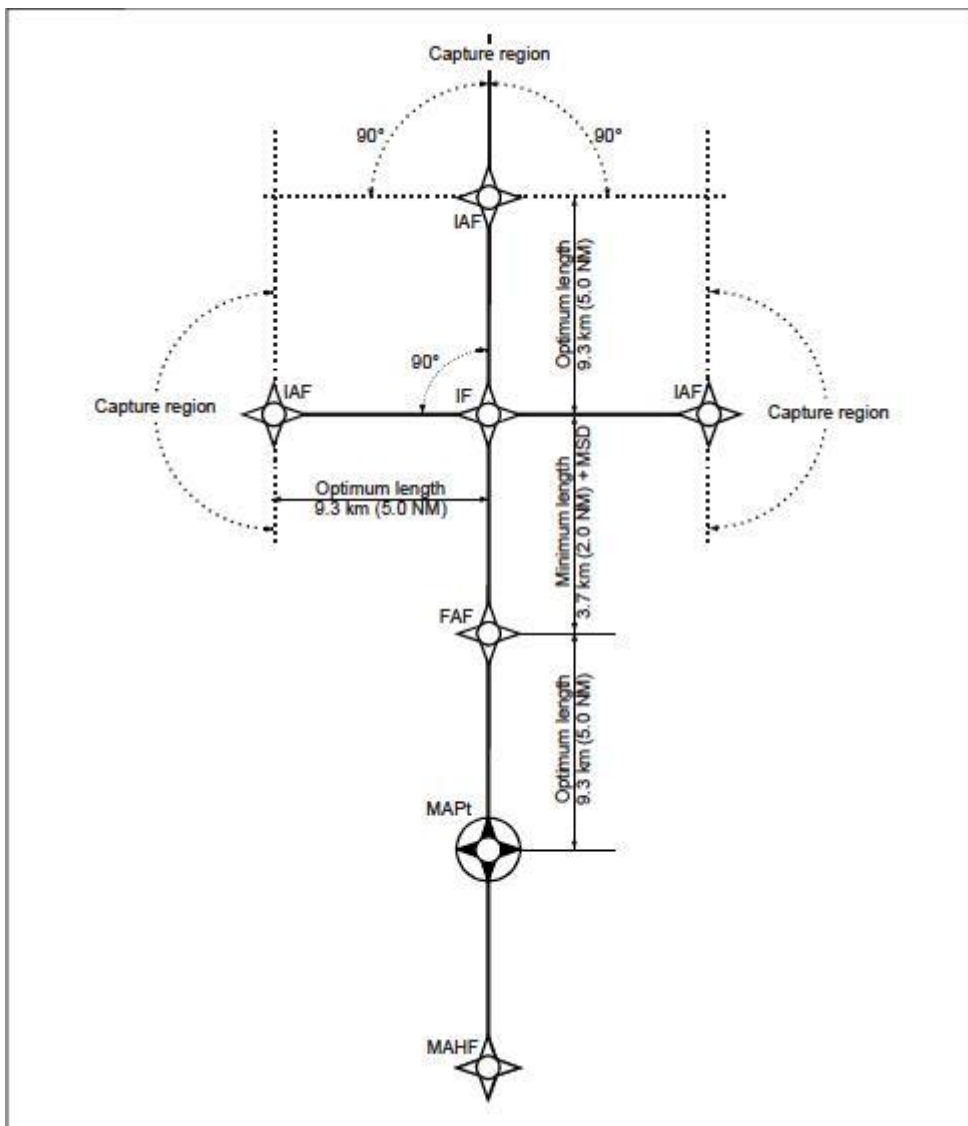 Capture region
90°
90°
IAF
Optimum length
9.3 km (5.0 NM)
90°
IAF
IF
IAF
Capture region
Capture region
Optimum length
9.3 km (5.0 NM)
Minimum length
3.7 km (2.0 NM) + MSD
FAF
Optimum length
9.3 km (5.0 NM)
MAPt
MAHF